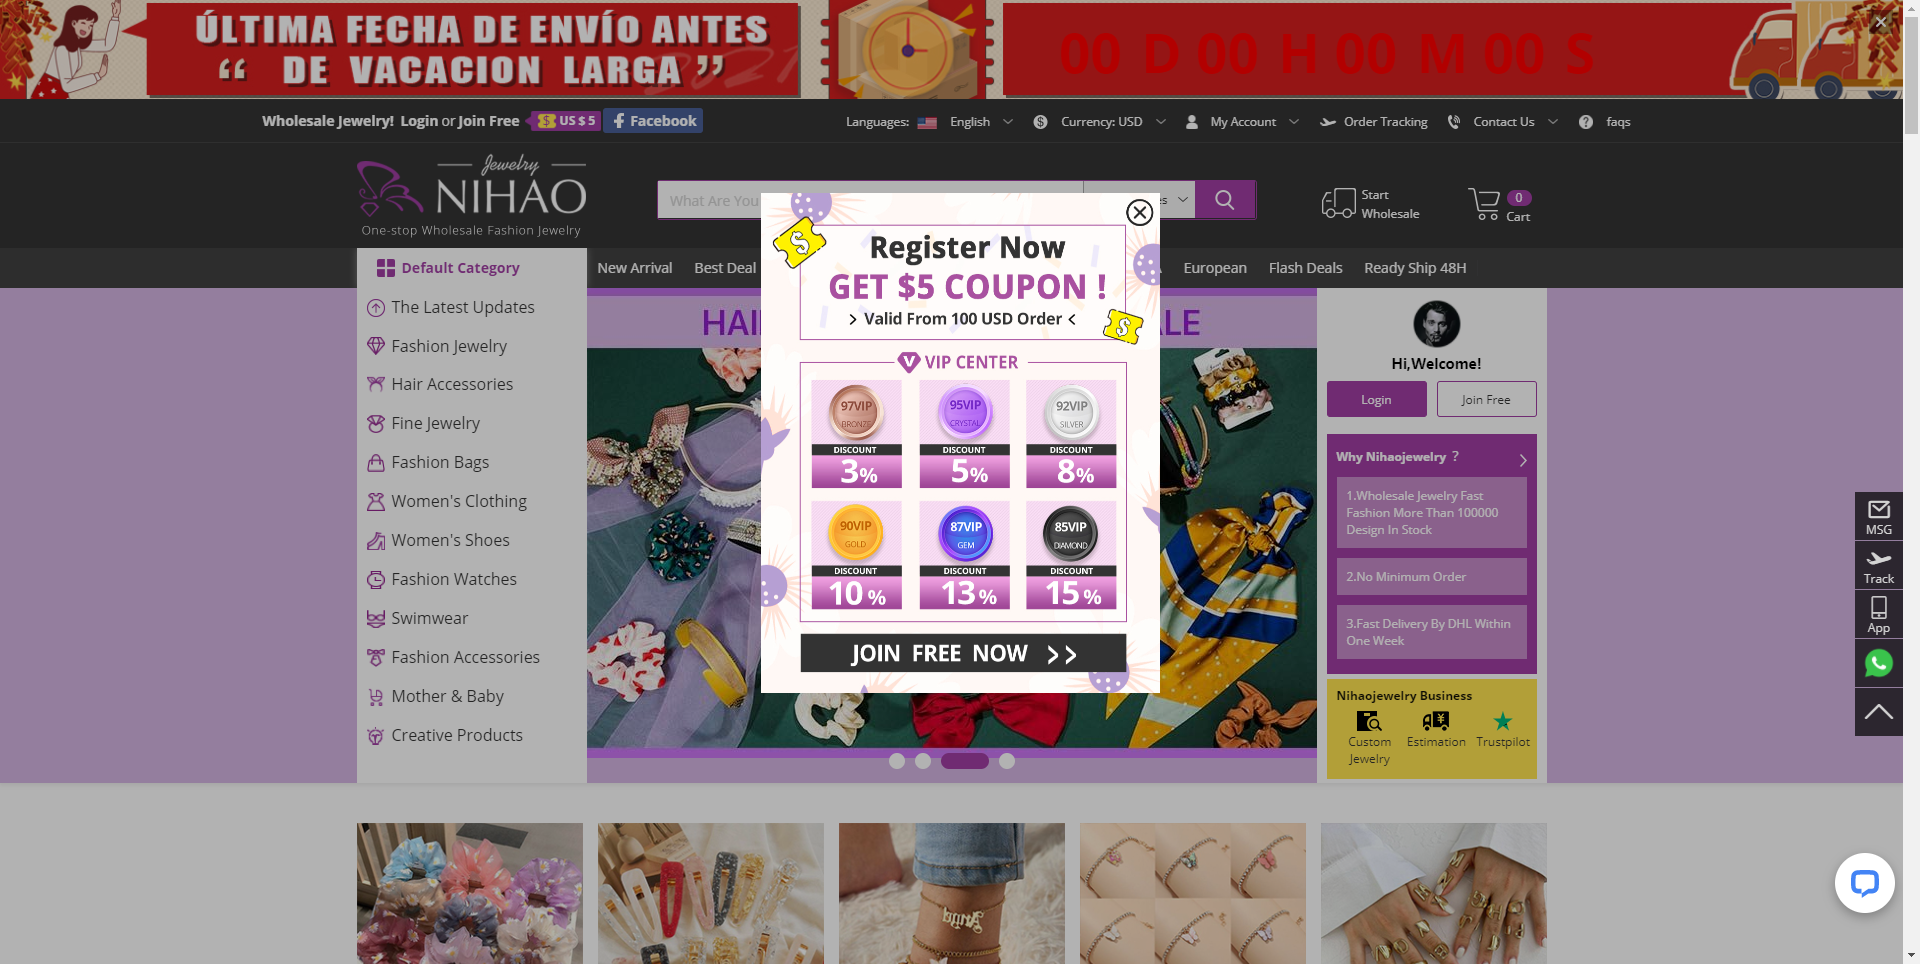 ÚLTIMA FECHA DE ENVÍO ANTES
“ DE VACACION LARGA ”
00 D 00 H 00 M 00 S
Wholesale Jewelry! Login or Join Free
US $ 5
Facebook
Languages: English
Currency: USD
My Account
Order Tracking
Contact Us
faqs
Jewelry
NIHAO
One-stop Wholesale Fashion Jewelry
What Are You
Start
Wholesale
0
Cart
Default Category
New Arrival
Best Deal
European
Flash Deals
Ready Ship 48H
The Latest Updates
Fashion Jewelry
Hair Accessories
Fine Jewelry
Fashion Bags
Women's Clothing
Women's Shoes
Fashion Watches
Swimwear
Fashion Accessories
Mother & Baby
Creative Products
Register Now
GET $5 COUPON !
> Valid From 100 USD Order <
VIP CENTER
97VIP
BRONZE
DISCOUNT
3%
95VIP
CRYSTAL
DISCOUNT
5%
92VIP
SILVER
DISCOUNT
8%
90VIP
GOLD
DISCOUNT
10 %
87VIP
GEM
DISCOUNT
13 %
85VIP
DIAMOND
DISCOUNT
15 %
JOIN FREE NOW >>
Hi,Welcome!
Login
Join Free
Why Nihaojewelry ?
1.Wholesale Jewelry Fast
Fashion More Than 100000
Design In Stock
2.No Minimum Order
3.Fast Delivery By DHL Within
One Week
Nihaojewelry Business
Custom
Jewelry
Estimation
Trustpilot
MSG
Track
App